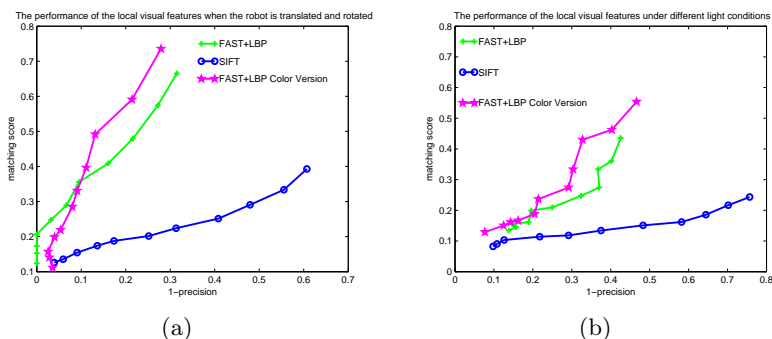 The performance of the local visual features when the robot is translated and rotated
0.8
0.7
0.6
0.5
0.4
0.3
0.2
0.1
matching score
FAST+LBP
SIFT
FAST+LBP Color Version
0 0.1 0.2 0.3 0.4 0.5 0.6 0.7
1−precision
(a)
The performance of the local visual features under different light conditions
0.8
0.7
0.6
0.5
0.4
0.3
0.2
0.1
0
matching score
FAST+LBP
SIFT
FAST+LBP Color Version
0 0.1 0.2 0.3 0.4 0.5 0.6 0.7 0.8
1−precision
(b)